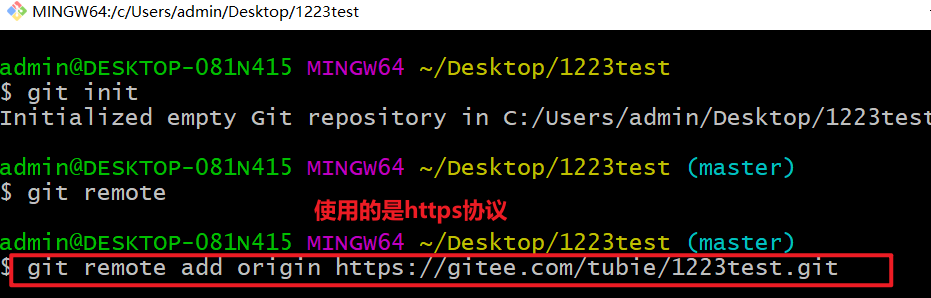 MINGW64:/c/Users/admin/Desktop/1223test
admin@DESKTOP-081N415 MINGW64 ~/Desktop/1223test
$ git init
Initialized empty Git repository in C:/Users/admin/Desktop/1223test
admin@DESKTOP-081N415 MINGW64 ~/Desktop/1223test (master)
$ git remote
使用的是https协议
admin@DESKTOP-081N415 MINGW64 ~/Desktop/1223test (master)
$ git remote add origin https://gitee.com/tubie/1223test.git